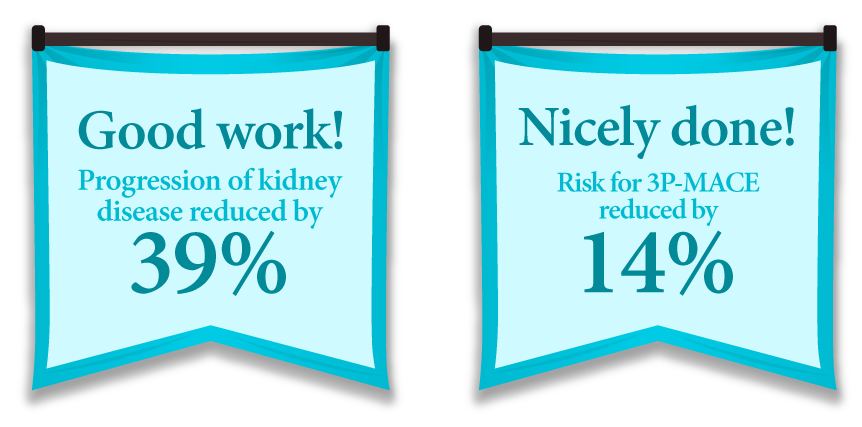 Good work!
Progression of kidney
disease reduced by
39%
Nicely done!
Risk for 3P-MACE
reduced by
14%